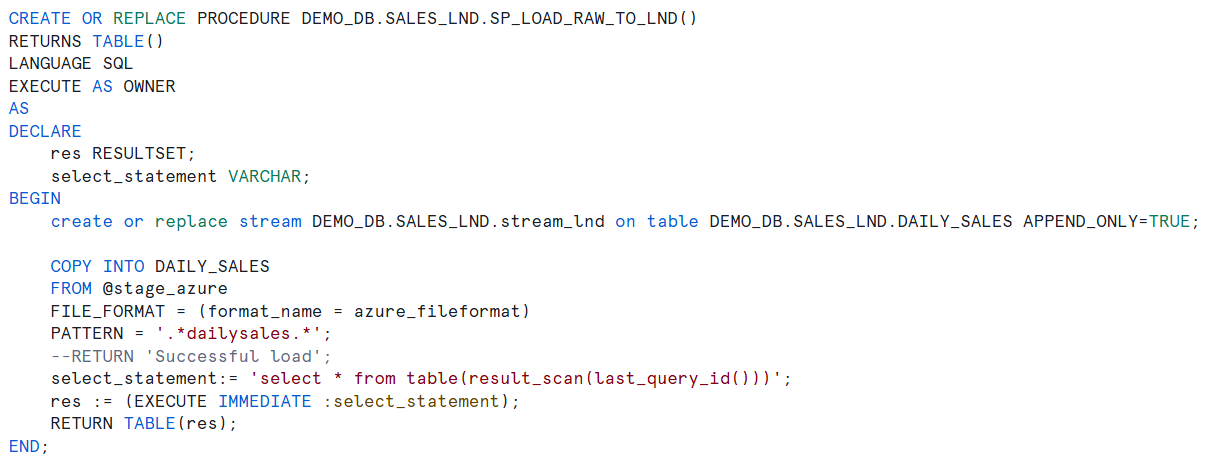 CREATE OR REPLACE PROCEDURE DEMO_DB.SALES_LND.SP_LOAD_RAW_TO_LND()
RETURNS TABLE()
LANGUAGE SQL
EXECUTE AS OWNER
AS
DECLARE
    res RESULTSET;
    select_statement VARCHAR;
BEGIN
    create or replace stream DEMO_DB.SALES_LND.stream_lnd on table DEMO_DB.SALES_LND.DAILY_SALES APPEND_ONLY=TRUE;

    COPY INTO DAILY_SALES
    FROM @stage_azure
    FILE_FORMAT = (format_name = azure_fileformat)
    PATTERN = '.*dailysales.*';
    --RETURN 'Successful load';
    select_statement:= 'select * from table(result_scan(last_query_id()))';
    res := (EXECUTE IMMEDIATE :select_statement);
    RETURN TABLE(res);
END;